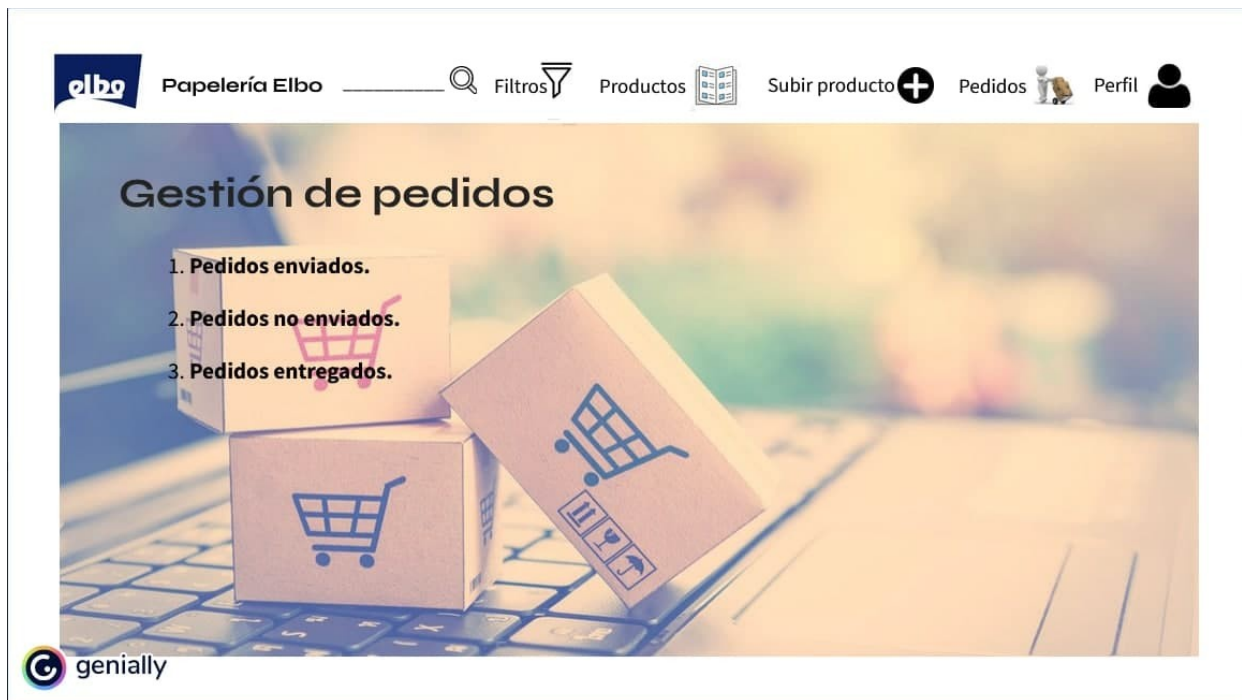 elbo
Papelería Elbo __________ Filtros Productos Subir producto Pedidos Perfil
Gestión de pedidos
1. Pedidos enviados.
2. Pedidos no enviados.
3. Pedidos entregados.
genially